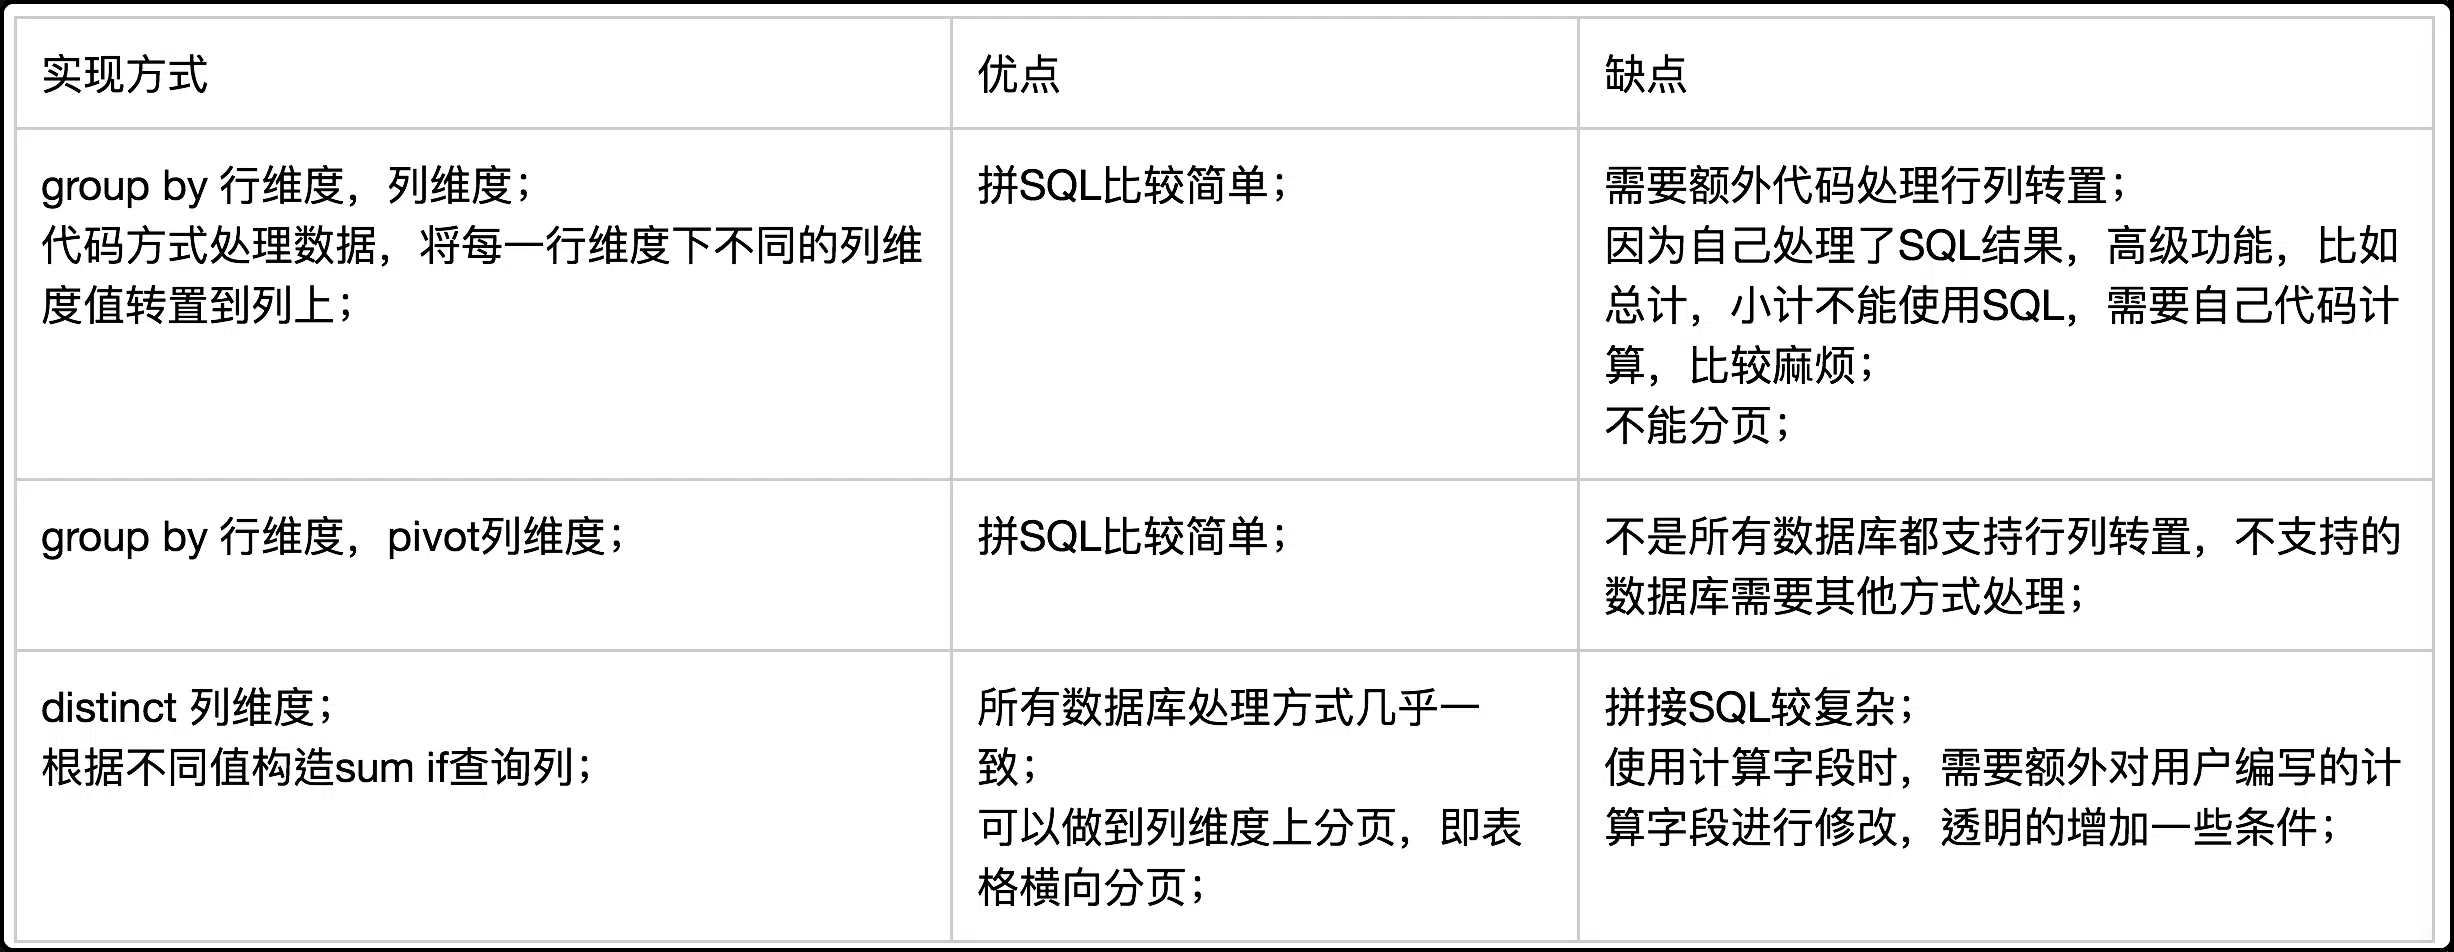 实现方式
优点
缺点
group by 行维度，列维度；
代码方式处理数据，将每一行维度下不同的列维
度值转置到列上；
拼SQL比较简单；
需要额外代码处理行列转置；
因为自己处理了SQL结果，高级功能，比如
总计，小计不能使用SQL，需要自己代码计
算，比较麻烦；
不能分页；
group by 行维度，pivot列维度；
拼SQL比较简单；
不是所有数据库都支持行列转置，不支持的
数据库需要其他方式处理；
distinct 列维度；
根据不同值构造sum if查询列；
所有数据库处理方式几乎一
致；
可以做到列维度上分页，即表
格横向分页；
拼接SQL较复杂；
使用计算字段时，需要额外对用户编写的计
算字段进行修改，透明的增加一些条件；